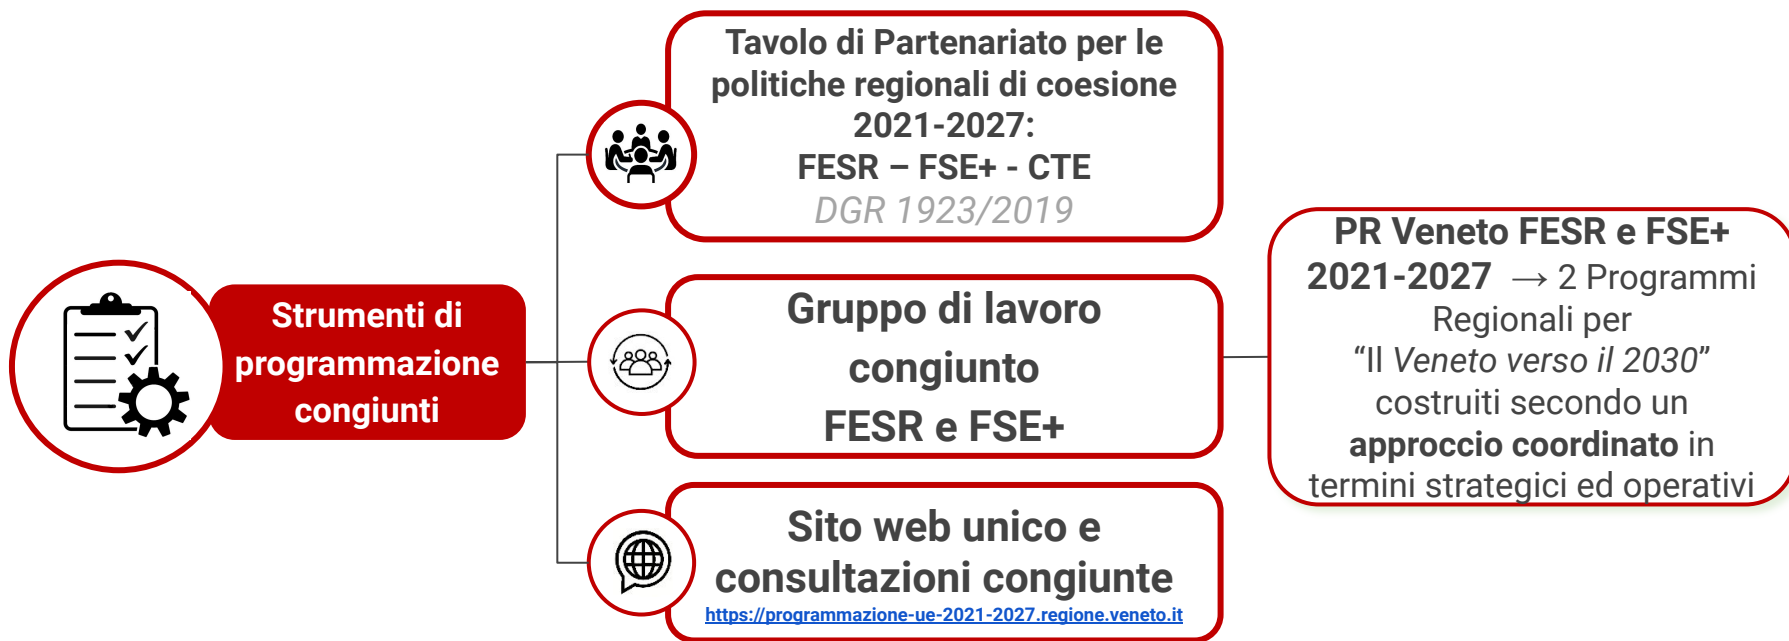 Tavolo di Partenariato per le
politiche regionali di coesione
2021-2027:
FESR – FSE+ - CTE
DGR 1923/2019
Strumenti di
programmazione
congiunti
Gruppo di lavoro
congiunto
FESR e FSE+
Sito web unico e
consultazioni congiunte
https://programmazione-ue-2021-2027.regione.veneto.it
PR Veneto FESR e FSE+
2021-2027 → 2 Programmi
Regionali per
“Il Veneto verso il 2030”
costruiti secondo un
approccio coordinato in
termini strategici ed operativi